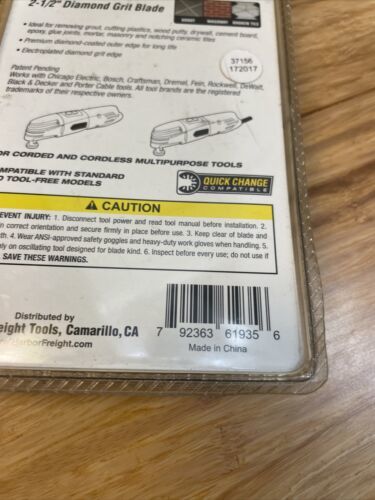 2-1/2" Diamond Grit Blade
GROUT MASONRY BROKEN TILE
• Ideal for removing grout, cutting plastics, wood putty, drywall, cement board,
epoxy, glue joints, mortar, masonry and notching ceramic tiles
• Premium diamond-coated outer edge for long life
• Electroplated diamond grit edge
37156
172017
Patent Pending
Works with Chicago Electric, Bosch, Craftsman, Dremel, Fein, Rockwell, DeWalt,
Black & Decker and Porter Cable tools. All tool brands are the registered
trademarks of their respective owners.
OR CORDED AND CORDLESS MULTIPURPOSE TOOLS
MPATIBLE WITH STANDARD
D TOOL-FREE MODELS
QUICK CHANGE
COMPATIBLE
CAUTION
EVENT INJURY: 1. Disconnect tool power and read tool manual before installation. 2.
n correct orientation and secure firmly in place before use. 3. Keep clear of blade and
th. 4. Wear ANSI-approved safety goggles and heavy-duty work gloves when handling. 5.
nly on oscillating tool designed for blade kind. 6. Inspect before every use; do not use if
SAVE THESE WARNINGS.
Distributed by
eight Tools, Camarillo, CA
HarborFreight.com
7 92363 61935 6
Made in China